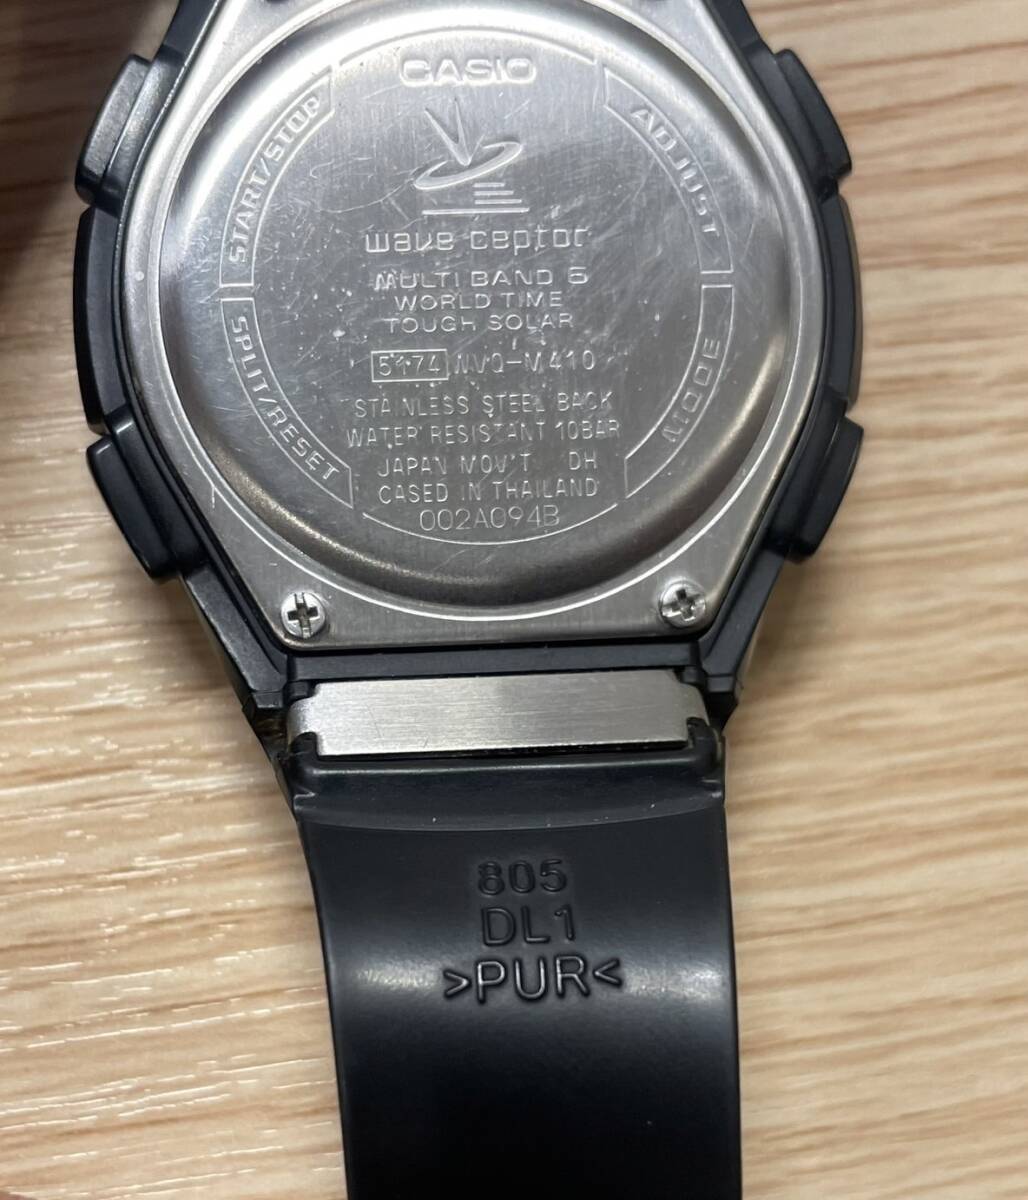 CASIO
START/STOP
ADJUST
wave ceptor
MULTI BAND 6
WORLD TIME
TOUGH SOLAR
5174 WVQ-M410
SPLIT/RESET
MODE
STAINLESS STEEL BACK
WATER RESISTANT 10BAR
JAPAN MOV'T DH
CASED IN THAILAND
002A094B
805
DL1
>PUR<